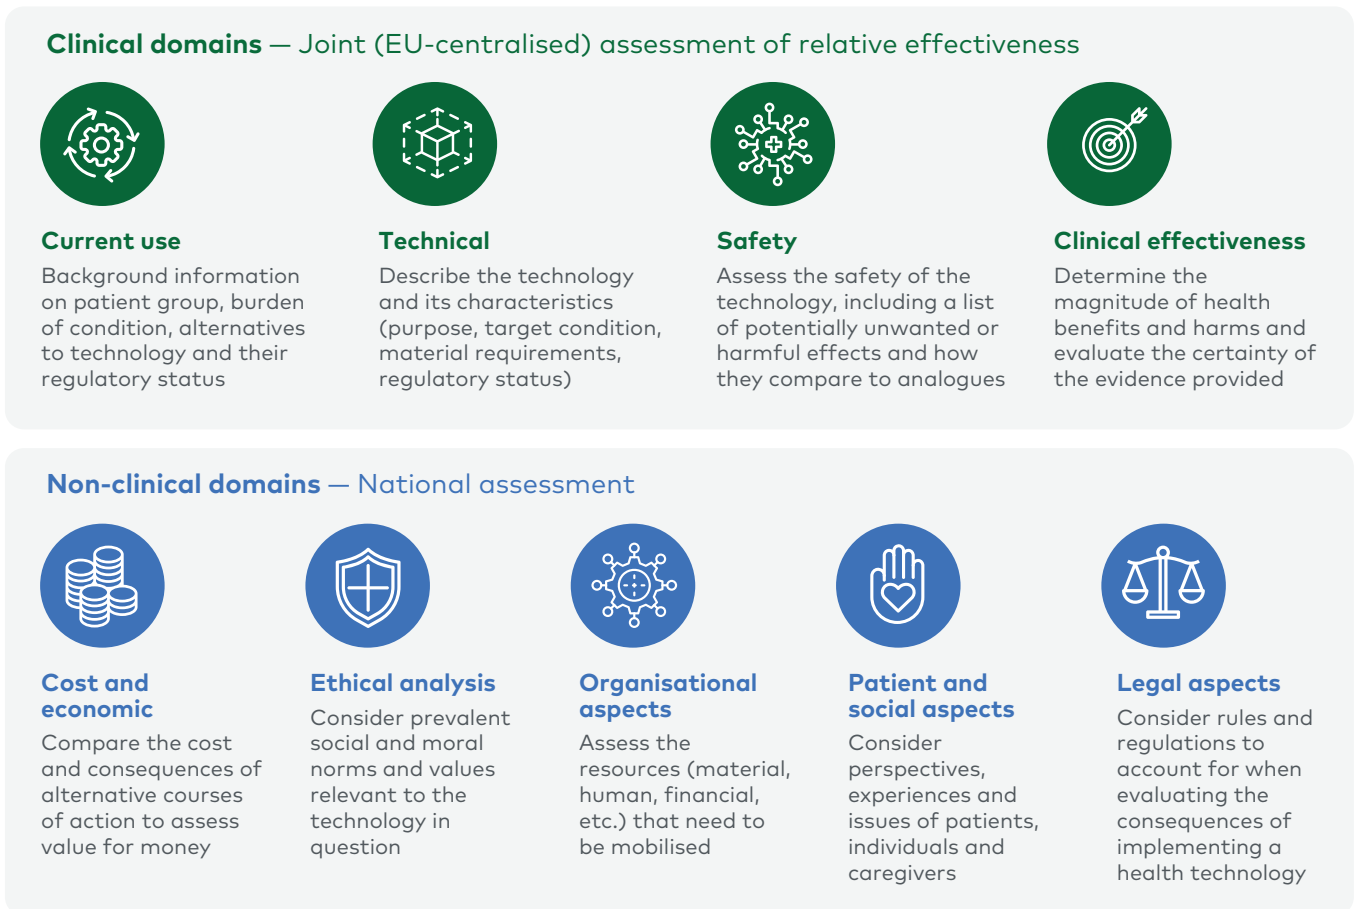 Clinical domains — Joint (EU-centralised) assessment of relative effectiveness
Current use
Background information
on patient group, burden
of condition, alternatives
to technology and their
regulatory status
Technical
Describe the technology
and its characteristics
(purpose, target condition,
material requirements,
regulatory status)
Safety
Assess the safety of the
technology, including a list
of potentially unwanted or
harmful effects and how
they compare to analogues
Clinical effectiveness
Determine the
magnitude of health
benefits and harms and
evaluate the certainty of
the evidence provided
Non-clinical domains — National assessment
Cost and
economic
Compare the cost
and consequences of
alternative courses
of action to assess
value for money
Ethical analysis
Consider prevalent
social and moral
norms and values
relevant to the
technology in
question
Organisational
aspects
Assess the
resources (material,
human, financial,
etc.) that need to
be mobilised
Patient and
social aspects
Consider
perspectives,
experiences and
issues of patients,
individuals and
caregivers
Legal aspects
Consider rules and
regulations to
account for when
evaluating the
consequences of
implementing a
health technology